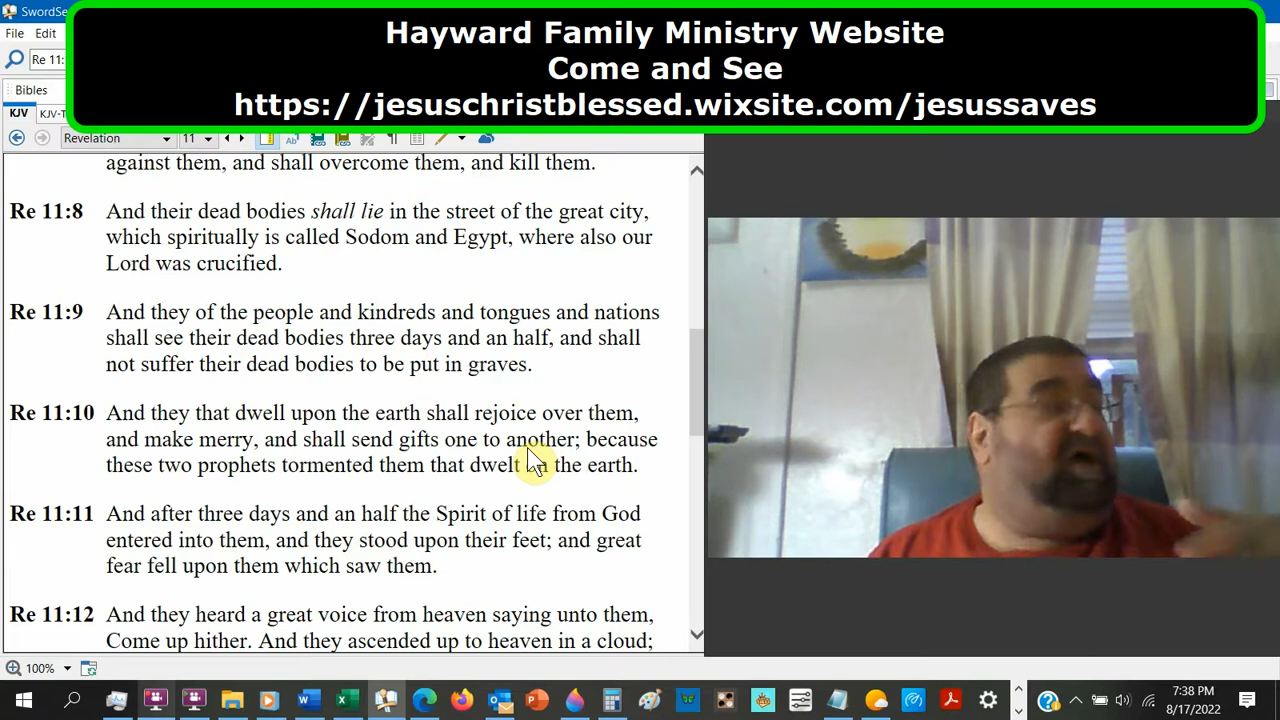 SwordSe
Hayward Family Ministry Website
Come and See
https://jesuschristblessed.wixsite.com/jesussaves
File Edit
Re 11:
Bibles
KJV KJV-T
Revelation 11
against them, and shall overcome them, and kill them.
Re 11:8 And their dead bodies shall lie in the street of the great city,
which spiritually is called Sodom and Egypt, where also our
Lord was crucified.
Re 11:9 And they of the people and kindreds and tongues and nations
shall see their dead bodies three days and an half, and shall
not suffer their dead bodies to be put in graves.
Re 11:10 And they that dwell upon the earth shall rejoice over them,
and make merry, and shall send gifts one to another; because
these two prophets tormented them that dwelt on the earth.
Re 11:11 And after three days and an half the Spirit of life from God
entered into them, and they stood upon their feet; and great
fear fell upon them which saw them.
Re 11:12 And they heard a great voice from heaven saying unto them,
Come up hither. And they ascended up to heaven in a cloud;
100%
7:38 PM
8/17/2022